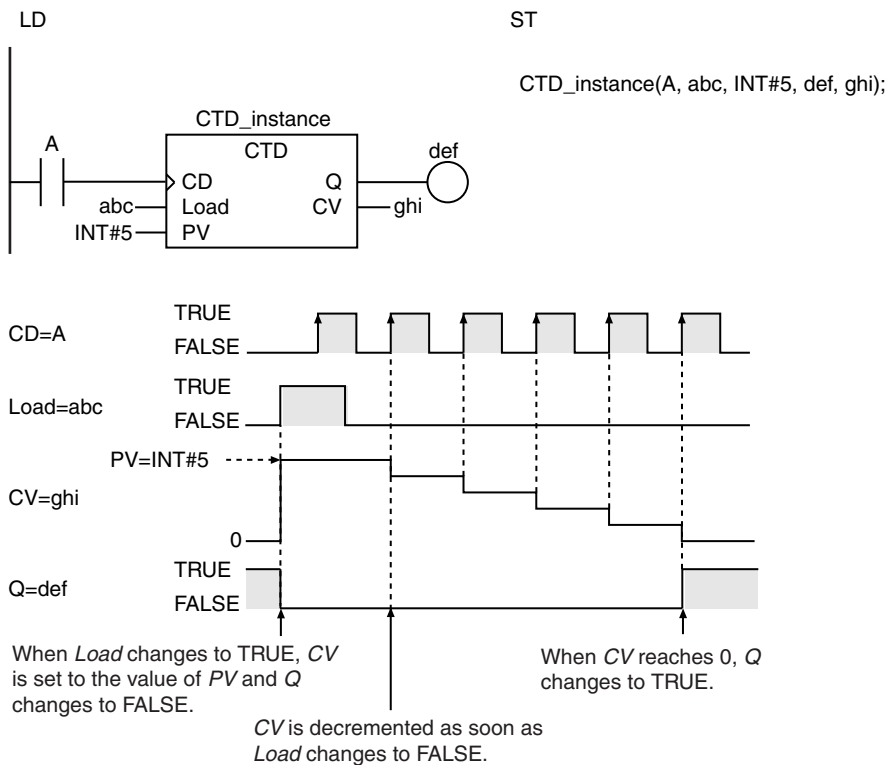 LD
ST
CTD_instance(A, abc, INT#5, def, ghi);
CTD_instance
A
CTD
def
CD
Q
abc
Load
CV
ghi
INT#5
PV
CD=A
TRUE
FALSE
Load=abc
TRUE
FALSE
PV=INT#5
CV=ghi
0
Q=def
TRUE
FALSE
When Load changes to TRUE, CV
is set to the value of PV and Q
changes to FALSE.
When CV reaches 0, Q
changes to TRUE.
CV is decremented as soon as
Load changes to FALSE.